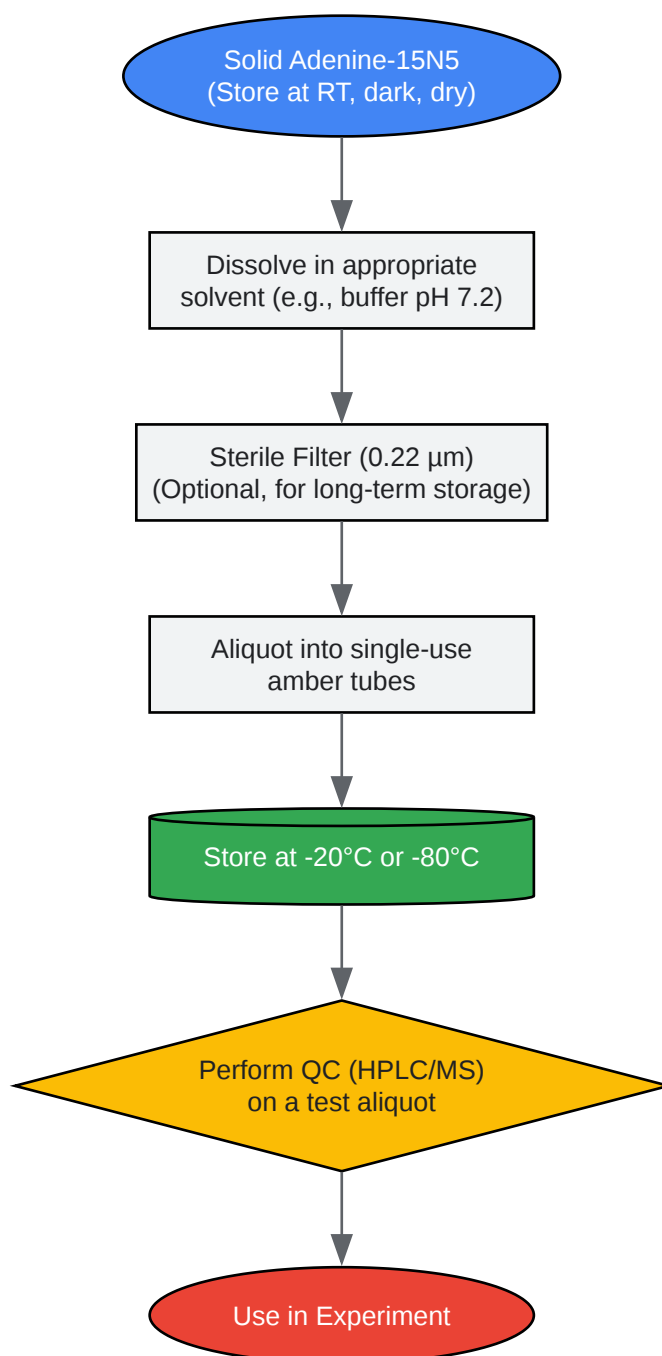 Solid Adenine-15N5
(Store at RT, dark, dry)
Dissolve in appropriate
solvent (e.g., buffer pH 7.2)
Sterile Filter (0.22 µm)
(Optional, for long-term storage)
Aliquot into single-use
amber tubes
Store at -20°C or -80°C
Perform QC (HPLC/MS)
on a test aliquot
Use in Experiment